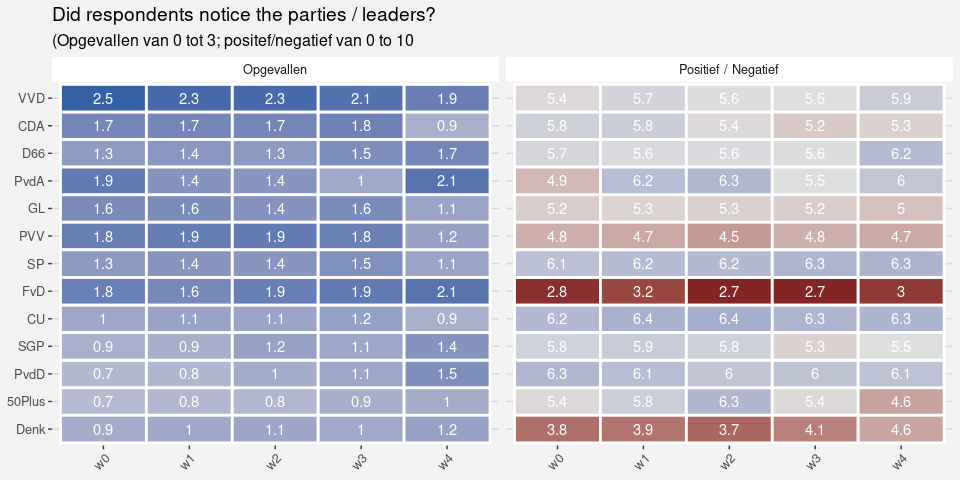 Did respondents notice the parties / leaders?
(Opgevallen van 0 tot 3; positef/negatief van 0 to 10
Opgevallen Positief / Negatief
VVD 2.5 2.3 2.3 2.1 1.9 5.4 5.7 5.6 5.5 5.9
CDA 1.7 1.7 1.7 1.8 0.9 5.8 5.8 5.4 5.2 5.3
D66 1.3 1.4 1.3 1.5 1.7 5.7 5.6 5.6 5.6 6.2
PvdA 1.9 1.4 1.4 1 2.1 4.9 6.2 6.3 5.5 6
GL 1.6 1.6 1.4 1.6 1.1 5.2 5.3 5.3 5.2 5
PVV 1.8 1.9 1.9 1.8 1.2 4.8 4.7 4.5 4.8 4.7
SP 1.3 1.4 1.4 1.5 1.1 6.1 6.2 6.2 6.3 6.3
FvD 1.8 1.6 1.9 1.9 2.1 2.8 3.2 2.7 2.7 3
CU 1 1.1 1.1 1.2 0.9 6.2 6.4 6.4 6.3 6.3
SGP 0.9 0.9 1.2 1.1 1.4 5.8 5.9 5.8 5.3 5.5
PvdD 0.7 0.8 1 1.1 1.5 6.3 6.1 6 6 6.1
50Plus 0.7 0.8 0.8 0.9 1 5.4 5.8 6.3 5.4 4.6
Denk 0.9 1 1.1 1 1.2 3.8 3.9 3.7 4.1 4.6
w0 w1 w2 w3 w4 w0 w1 w2 w3 w4